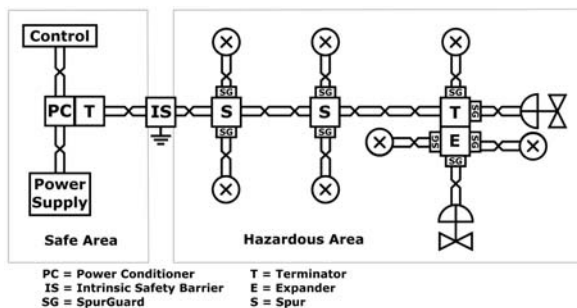 Control
SG SG SG
PC T IS S S T SG
SG SG SG E SG
SG
Power
Supply
Safe Area Hazardous Area
PC = Power Conditioner T = Terminator
IS = Intrinsic Safety Barrier E = Expander
SG = SpurGuard S = Spur